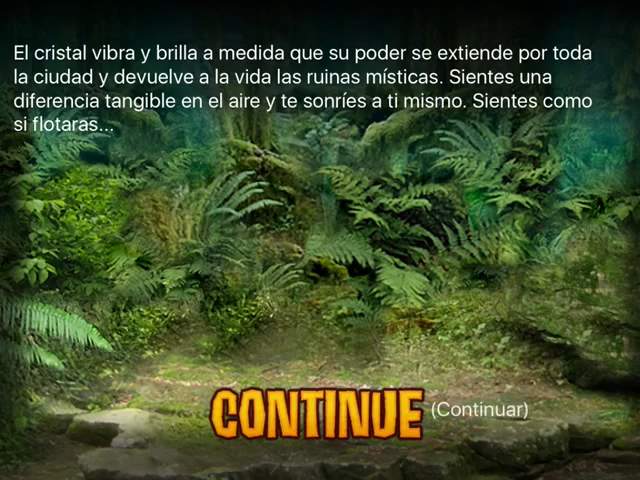 El cristal vibra y brilla a medida que su poder se extiende por toda
la ciudad y devuelve a la vida las ruinas místicas. Sientes una
diferencia tangible en el aire y te sonríes a ti mismo. Sientes como
si flotaras...
CONTINUE (Continuar)